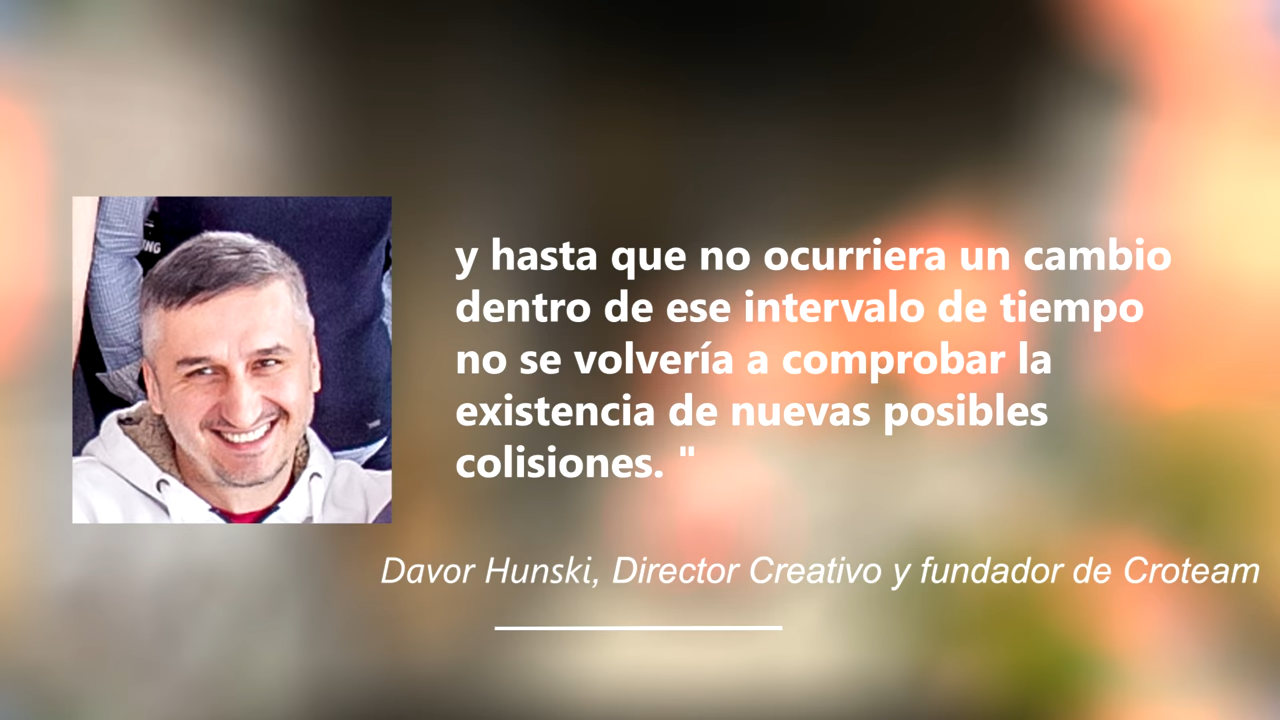 NG
y hasta que no ocurriera un cambio
dentro de ese intervalo de tiempo
no se volvería a comprobar la
existencia de nuevas posibles
colisiones. "
Davor Hunski, Director Creativo y fundador de Croteam